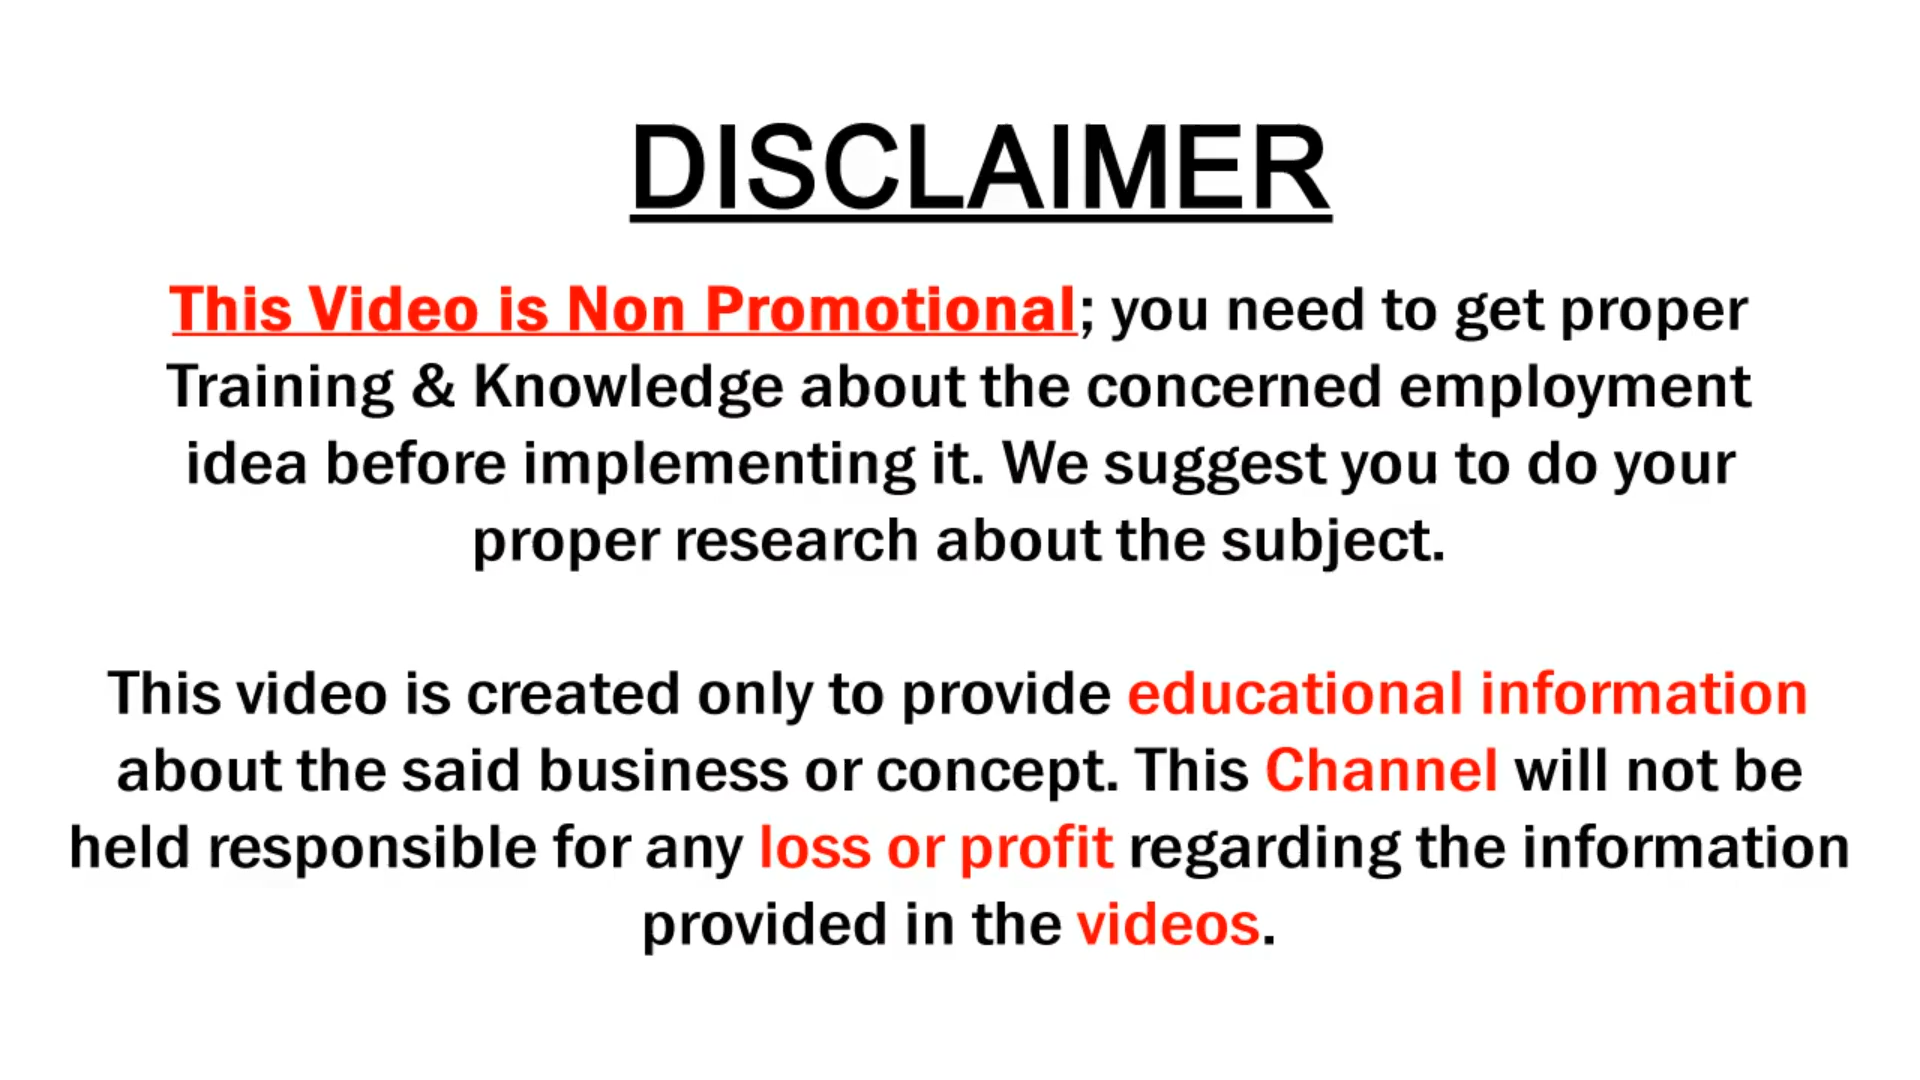 DISCLAIMER
This Video is Non Promotional; you need to get proper
Training & Knowledge about the concerned employment
idea before implementing it. We suggest you to do your
proper research about the subject.
This video is created only to provide educational information
about the said business or concept. This Channel will not be
held responsible for any loss or profit regarding the information
provided in the videos.